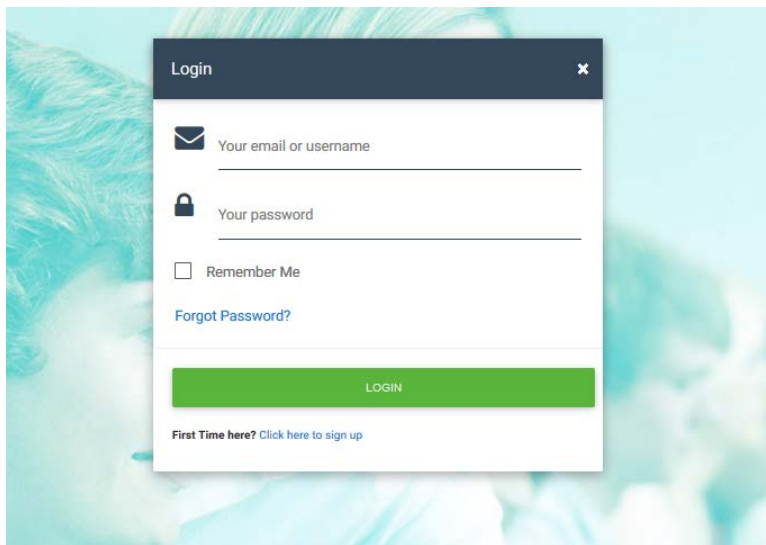 Login
Your email or username
Your password
Remember Me
Forgot Password?
LOGIN
First Time here? Click here to sign up